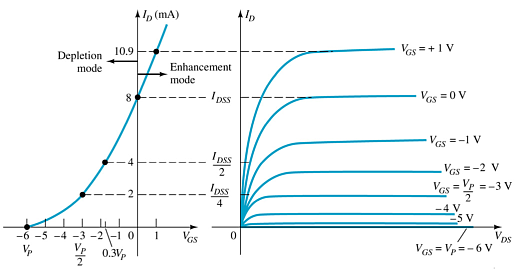 I_D (mA)
10.9
Depletion mode
Enhancement mode
8
4
2
−6 −5 −4 −3 −2 −1 0 1 V_GS
V_P
V_P/2
0.3V_P
I_DSS
I_DSS/2
I_DSS/4
I_D
V_GS = + 1 V
V_GS = 0 V
V_GS = −1 V
V_GS = −2 V
V_GS = V_P/2 = −3 V
−4 V
−5 V
0
V_DS
V_GS = V_P = −6 V